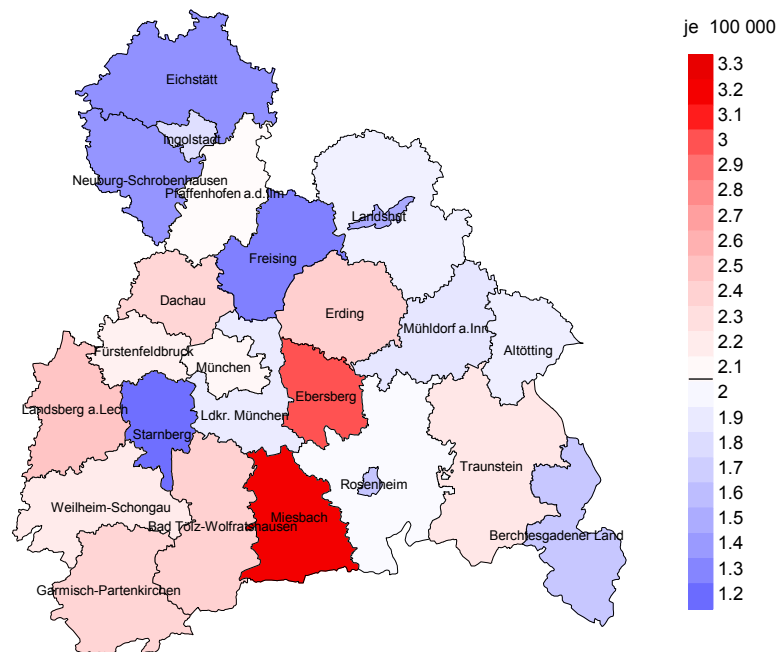 je 100 000
3.3
3.2
3.1
3
2.9
2.8
2.7
2.6
2.5
2.4
2.3
2.2
2.1
2
1.9
1.8
1.7
1.6
1.5
1.4
1.3
1.2
Eichstätt
Ingolstadt
Neuburg-Schrobenhausen
Pfaffenhofen a.d.Ilm
Landshut
Freising
Dachau
Erding
Mühldorf a.Inn
Altötting
Fürstenfeldbruck
München
Ebersberg
Landsberg a.Lech
Ldkr. München
Starnberg
Traunstein
Rosenheim
Weilheim-Schongau
Miesbach
Bad Tölz-Wolfratshausen
Berchtesgadener Land
Garmisch-Partenkirchen